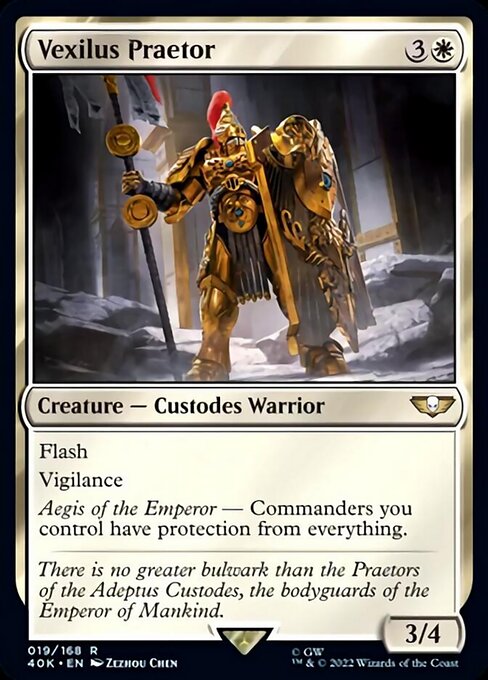 Vexilus Praetor 3
Creature — Custodes Warrior
Flash
Vigilance
Aegis of the Emperor — Commanders you
control have protection from everything.
There is no greater bulwark than the Praetors
of the Adeptus Custodes, the bodyguards of the
Emperor of Mankind.
3/4
019/168 R
40K • EN Zezhou Chen
© GW
™ & © 2022 Wizards of the Coast